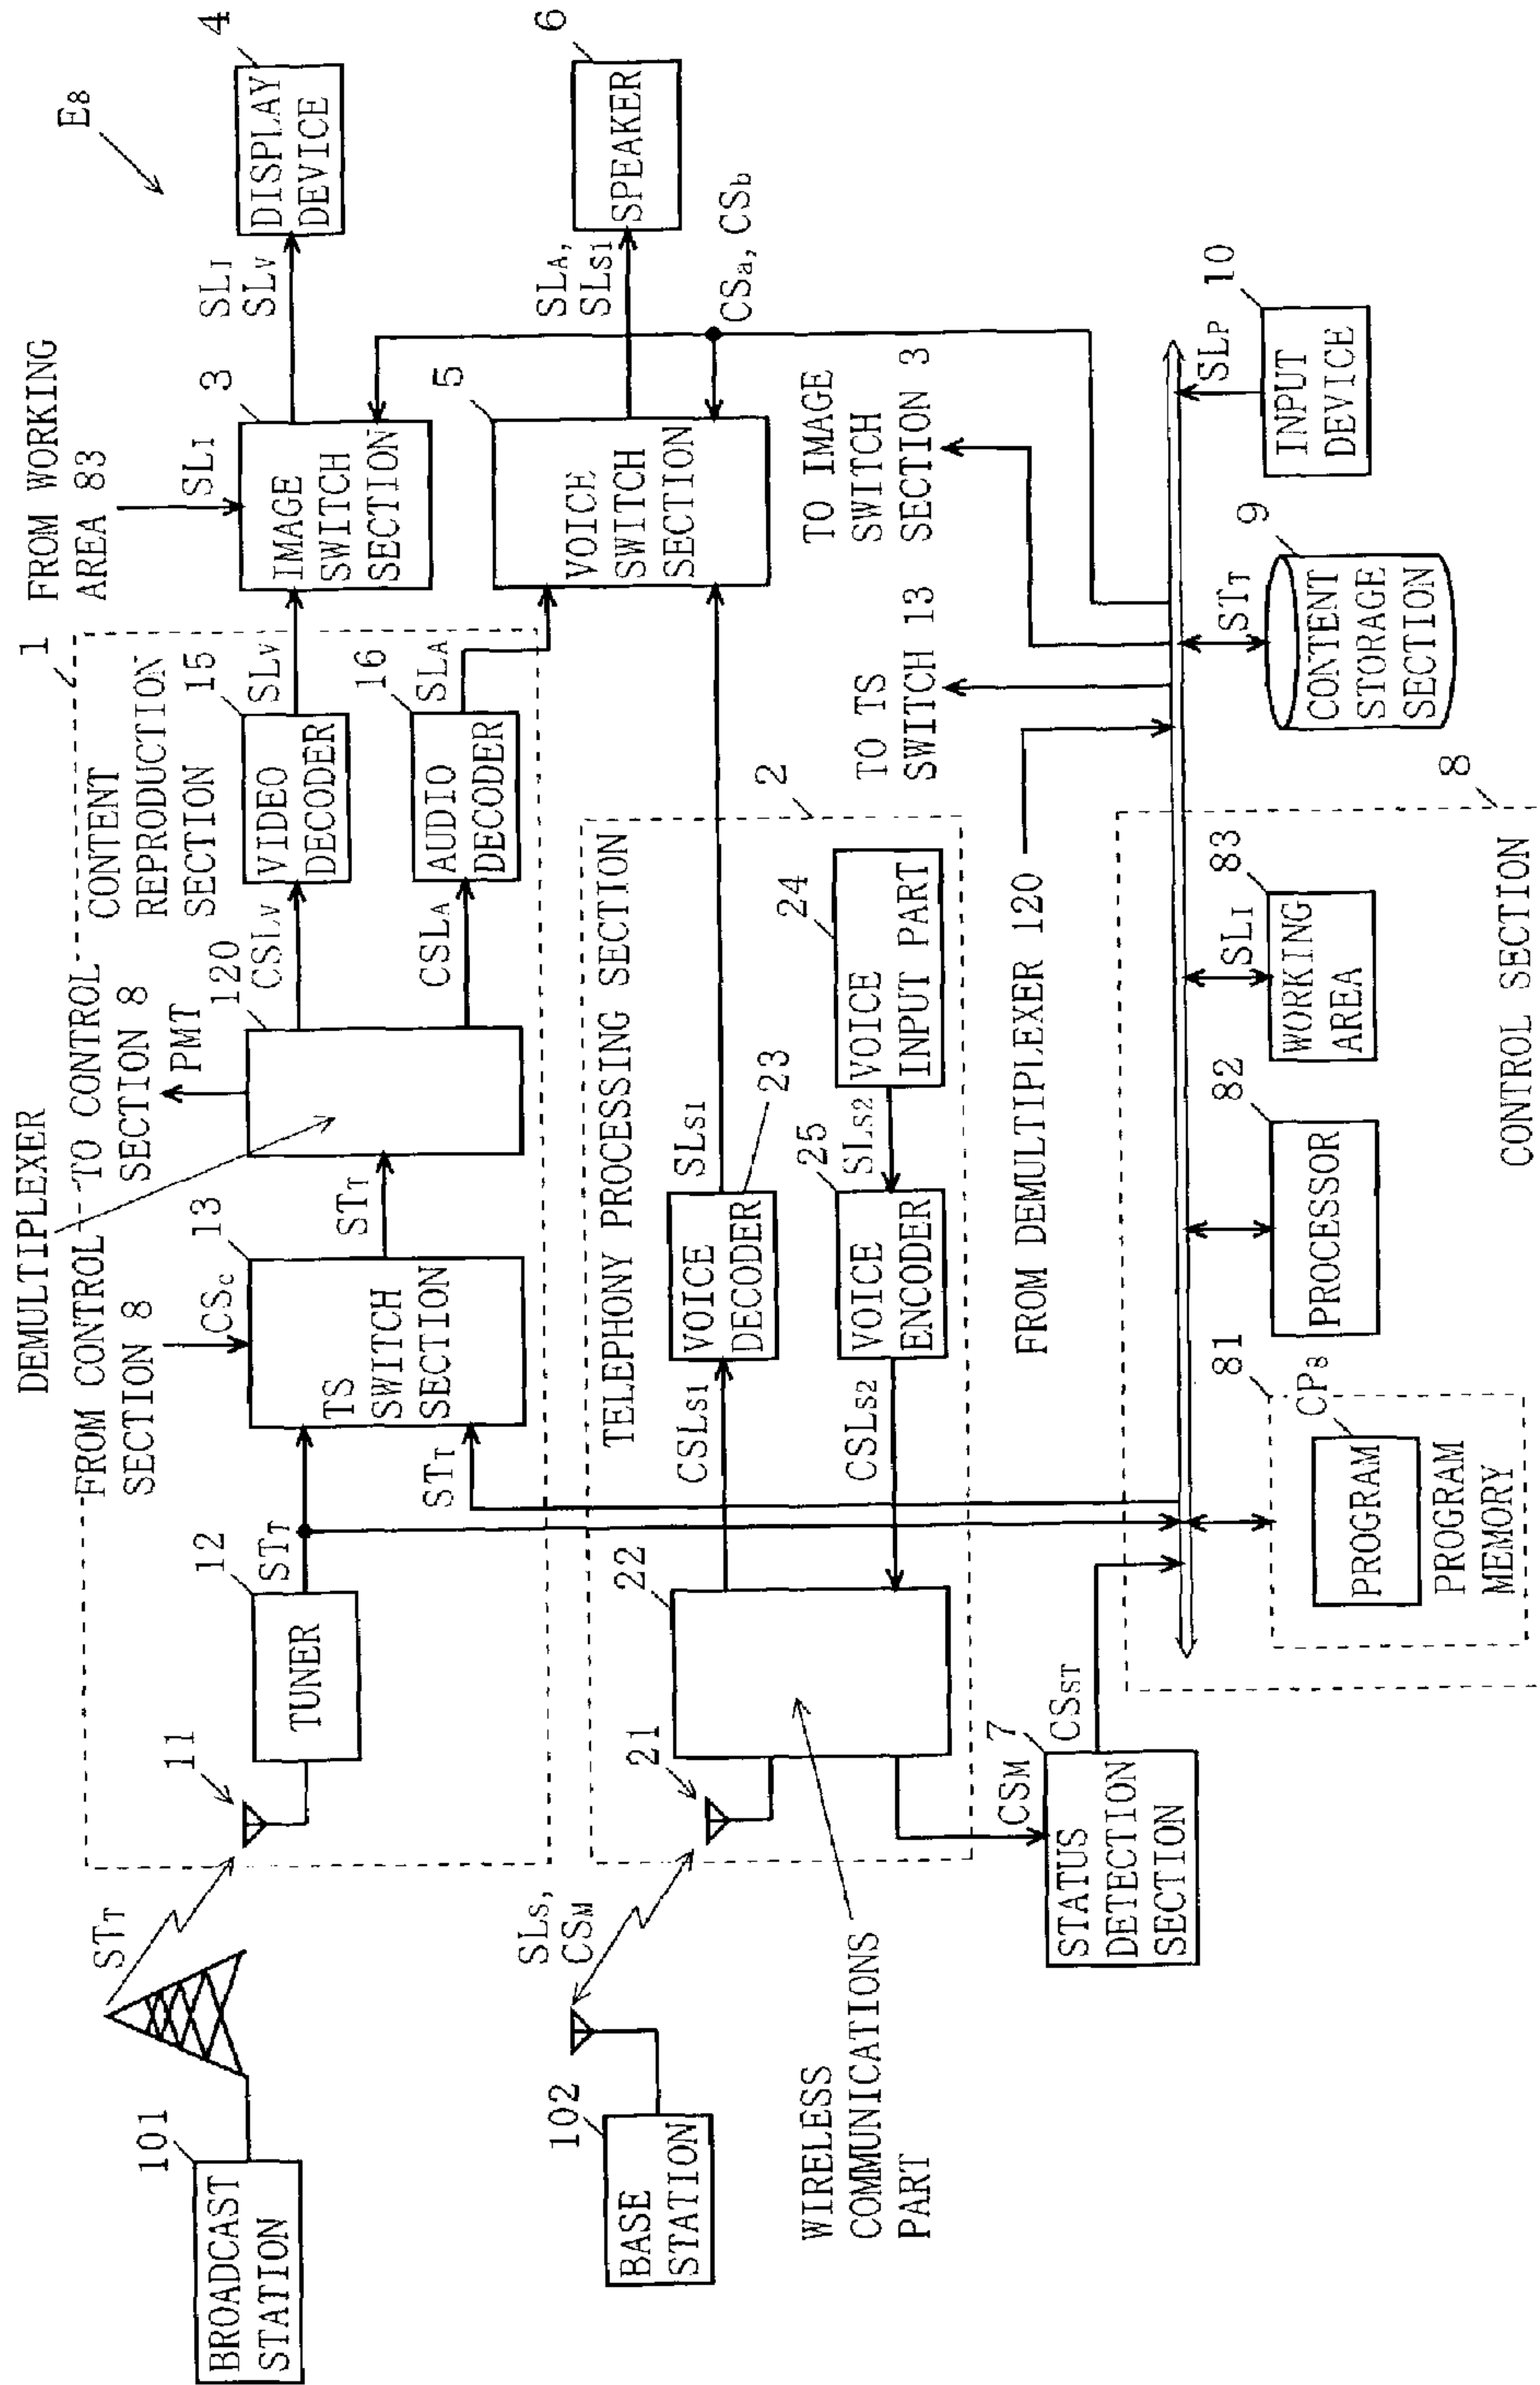 E8
FROM WORKING
AREA 83
SLI
3
IMAGE
SWITCH
SECTION
SLI
SLV
4
DISPLAY
DEVICE
5
VOICE
SWITCH
SECTION
SLA,
SLS1
6
SPEAKER
CSa, CSb
1
CONTENT
REPRODUCTION
SECTION
15
VIDEO
DECODER
SLV
16
AUDIO
DECODER
SLA
CSLV
CSLA
TO CONTROL
SECTION 8
PMT
120
DEMULTIPLEXER
STT
FROM CONTROL
SECTION 8
CSc
13
TS
SWITCH
SECTION
STT
STT
12
TUNER
11
STT
101
BROADCAST
STATION
102
BASE
STATION
SLS,
CSM
2
TELEPHONY PROCESSING SECTION
21
22
WIRELESS
COMMUNICATIONS
PART
CSLS1
23
VOICE
DECODER
SLS1
24
VOICE
INPUT PART
SLS2
25
VOICE
ENCODER
CSLS2
CSM
7
STATUS
DETECTION
SECTION
CSST
FROM DEMULTIPLEXER 120
TO TS
SWITCH 13
TO IMAGE
SWITCH
SECTION 3
8
CONTROL SECTION
81
CP8
PROGRAM
PROGRAM
MEMORY
82
PROCESSOR
83
SLI
WORKING
AREA
9
STT
CONTENT
STORAGE
SECTION
10
SLP
INPUT
DEVICE